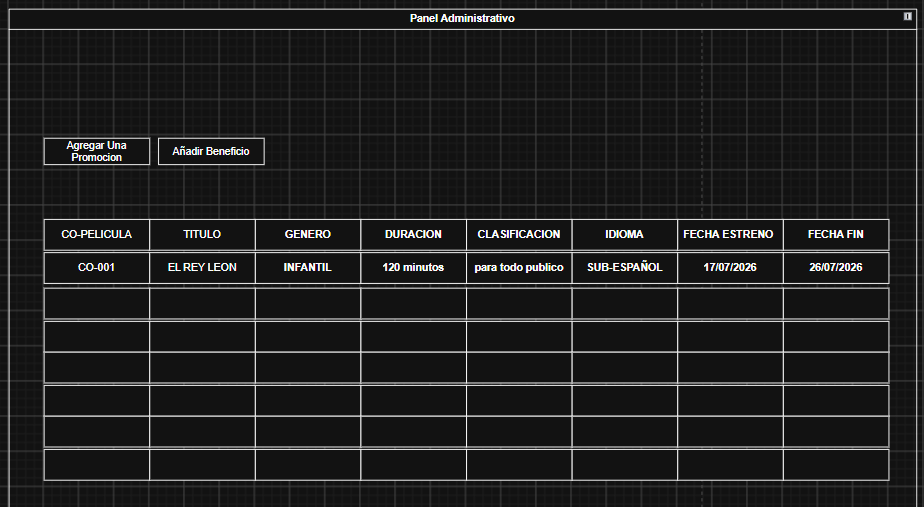 Panel Administrativo
Agregar Una
Promocion
Añadir Beneficio
CO-PELICULA TITULO GENERO DURACION CLASIFICACION IDIOMA FECHA ESTRENO FECHA FIN
CO-001 EL REY LEON INFANTIL 120 minutos para todo publico SUB-ESPAÑOL 17/07/2026 26/07/2026